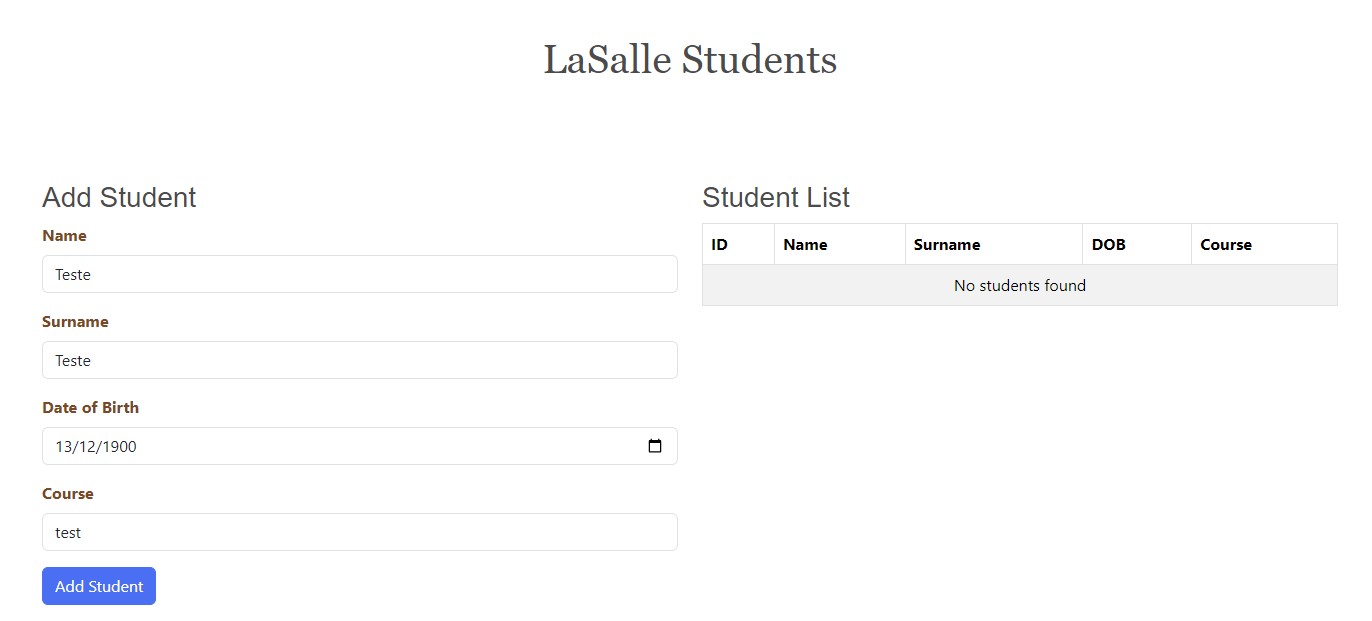 LaSalle Students
Add Student
Name
Teste
Surname
Teste
Date of Birth
13/12/1900
Course
test
Add Student
Student List
ID Name Surname DOB Course
No students found